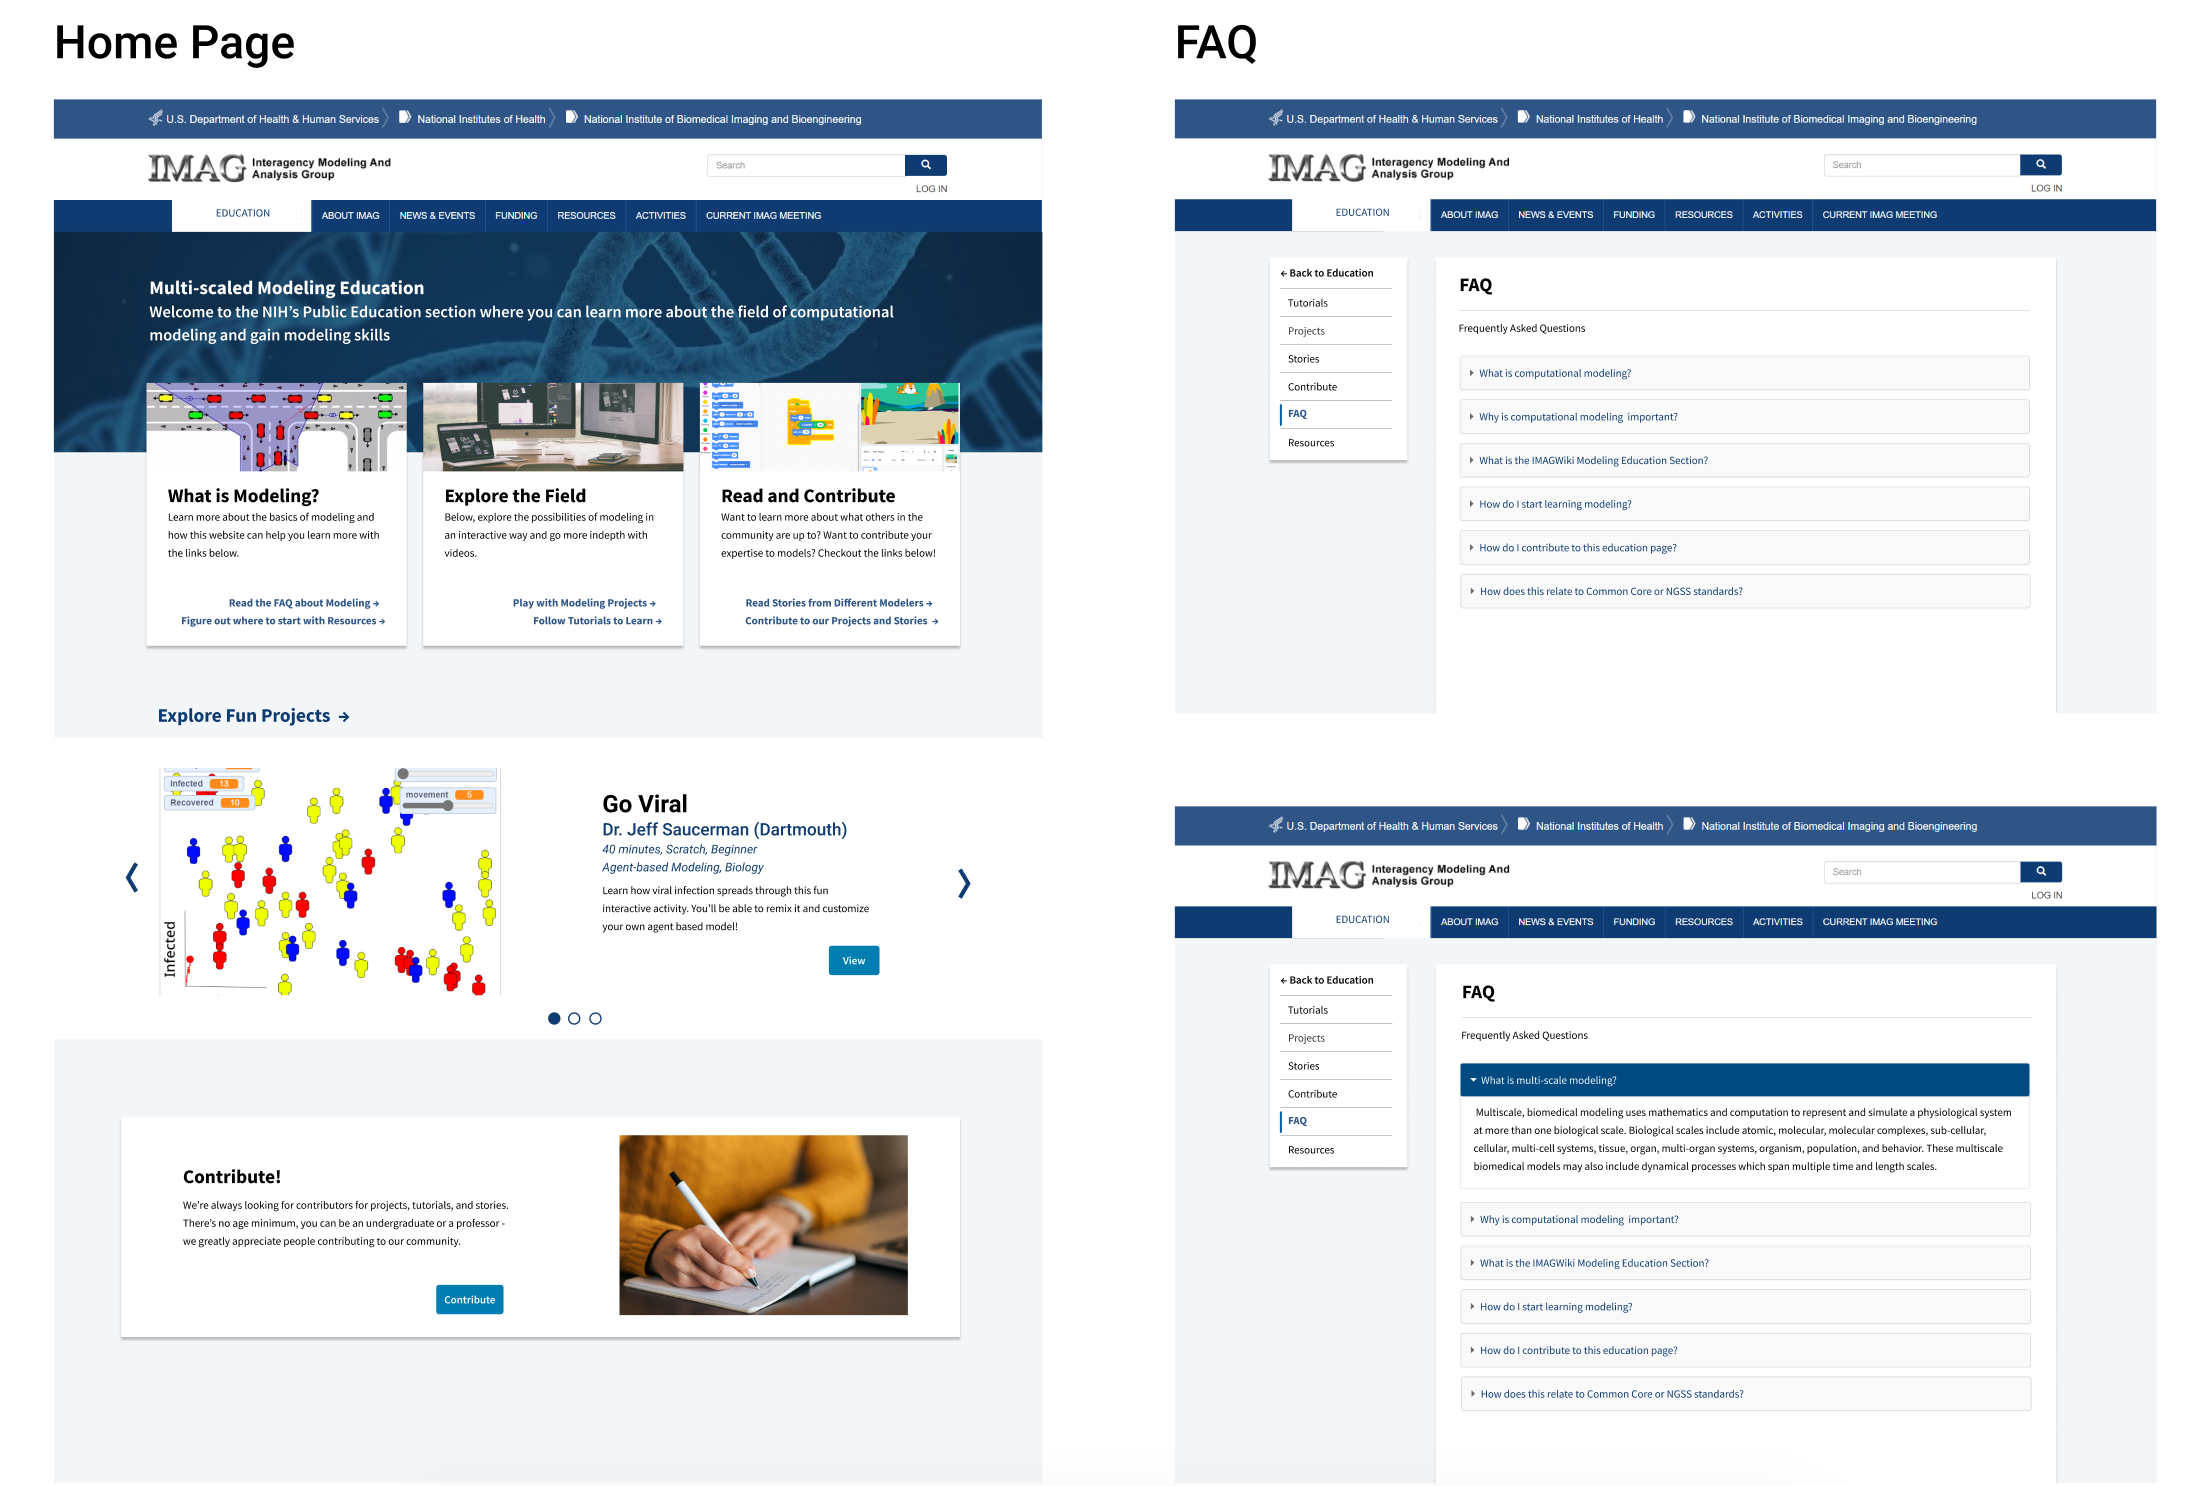 Home Page
U.S. Department of Health & Human Services
National Institutes of Health
National Institute of Biomedical Imaging and Bioengineering
IMAG
Interagency Modeling And
Analysis Group
Search
LOG IN
EDUCATION
ABOUT IMAG
NEWS & EVENTS
FUNDING
RESOURCES
ACTIVITIES
CURRENT IMAG MEETING
Multi-scaled Modeling Education
Welcome to the NIH's Public Education section where you can learn more about the field of computational
modeling and gain modeling skills
What is Modeling?
Learn more about the basics of modeling and
how this website can help you learn more with
the links below.
Read the FAQ about Modeling →
Figure out where to start with Resources →
Explore the Field
Below, explore the possibilities of modeling in
an interactive way and go more indepth with
videos.
Play with Modeling Projects →
Follow Tutorials to Learn →
Read and Contribute
Want to learn more about what others in the
community are up to? Want to contribute your
expertise to models? Checkout the links below!
Read Stories from Different Modelers →
Contribute to our Projects and Stories →
Explore Fun Projects →
Infected 13
Recovered 10
movement 5
Infected
Go Viral
Dr. Jeff Saucerman (Dartmouth)
40 minutes, Scratch, Beginner
Agent-based Modeling, Biology
Learn how viral infection spreads through this fun
interactive activity. You'll be able to remix it and customize
your own agent based model!
View
Contribute!
We're always looking for contributors for projects, tutorials, and stories.
There's no age minimum, you can be an undergraduate or a professor -
we greatly appreciate people contributing to our community.
Contribute
FAQ
U.S. Department of Health & Human Services
National Institutes of Health
National Institute of Biomedical Imaging and Bioengineering
IMAG
Interagency Modeling And
Analysis Group
Search
LOG IN
EDUCATION
ABOUT IMAG
NEWS & EVENTS
FUNDING
RESOURCES
ACTIVITIES
CURRENT IMAG MEETING
← Back to Education
Tutorials
Projects
Stories
Contribute
FAQ
Resources
FAQ
Frequently Asked Questions
What is computational modeling?
Why is computational modeling  important?
What is the IMAGWiki Modeling Education Section?
How do I start learning modeling?
How do I contribute to this education page?
How does this relate to Common Core or NGSS standards?
U.S. Department of Health & Human Services
National Institutes of Health
National Institute of Biomedical Imaging and Bioengineering
IMAG
Interagency Modeling And
Analysis Group
Search
LOG IN
EDUCATION
ABOUT IMAG
NEWS & EVENTS
FUNDING
RESOURCES
ACTIVITIES
CURRENT IMAG MEETING
← Back to Education
Tutorials
Projects
Stories
Contribute
FAQ
Resources
FAQ
Frequently Asked Questions
What is multi-scale modeling?
Multiscale, biomedical modeling uses mathematics and computation to represent and simulate a physiological system
at more than one biological scale. Biological scales include atomic, molecular, molecular complexes, sub-cellular,
cellular, multi-cell systems, tissue, organ, multi-organ systems, organism, population, and behavior. These multiscale
biomedical models may also include dynamical processes which span multiple time and length scales.
Why is computational modeling  important?
What is the IMAGWiki Modeling Education Section?
How do I start learning modeling?
How do I contribute to this education page?
How does this relate to Common Core or NGSS standards?